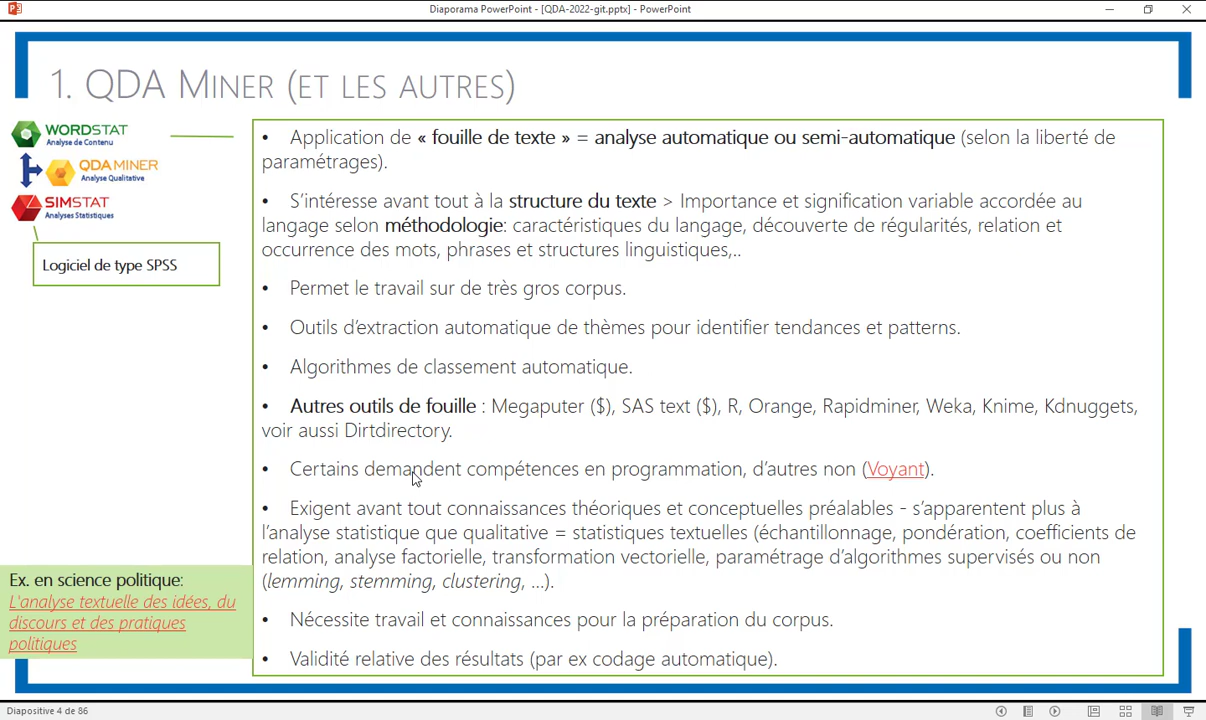 Diaporama PowerPoint - [QDA-2022-git.pptx] - PowerPoint
1. QDA MINER (ET LES AUTRES)
WORDSTAT
Analyse de Contenu
QDA MINER
Analyse Qualitative
SIMSTAT
Analyses Statistiques
Logiciel de type SPSS
• Application de « fouille de texte » = analyse automatique ou semi-automatique (selon la liberté de
paramétrages).
• S’intéresse avant tout à la structure du texte > Importance et signification variable accordée au
langage selon méthodologie: caractéristiques du langage, découverte de régularités, relation et
occurrence des mots, phrases et structures linguistiques,..
• Permet le travail sur de très gros corpus.
• Outils d’extraction automatique de thèmes pour identifier tendances et patterns.
• Algorithmes de classement automatique.
• Autres outils de fouille : Megaputer ($), SAS text ($), R, Orange, Rapidminer, Weka, Knime, Kdnuggets,
voir aussi Dirtdirectory.
• Certains demandent compétences en programmation, d’autres non (Voyant).
• Exigent avant tout connaissances théoriques et conceptuelles préalables - s’apparentent plus à
l’analyse statistique que qualitative = statistiques textuelles (échantillonnage, pondération, coefficients de
relation, analyse factorielle, transformation vectorielle, paramétrage d’algorithmes supervisés ou non
(lemming, stemming, clustering, ...).
• Nécessite travail et connaissances pour la préparation du corpus.
• Validité relative des résultats (par ex codage automatique).
Ex. en science politique:
L'analyse textuelle des idées, du
discours et des pratiques
politiques
Diapositive 4 de 86